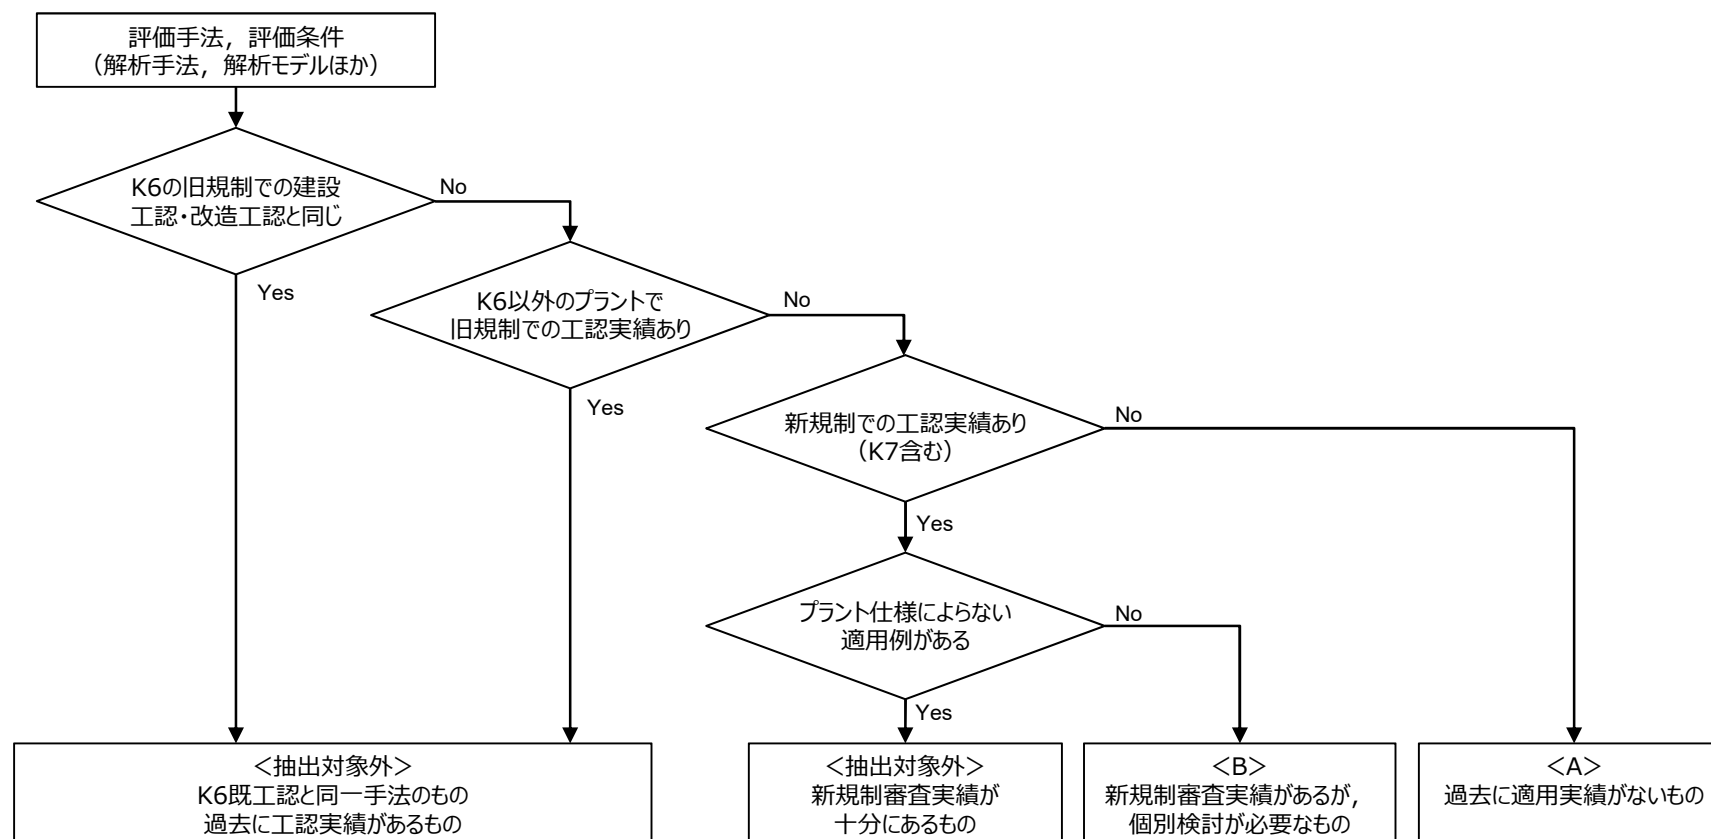 評価手法，評価条件
（解析手法，解析モデルほか）
K6の旧規制での建設
工認・改造工認と同じ
No
Yes
K6以外のプラントで
旧規制での工認実績あり
No
Yes
新規制での工認実績あり
（K7含む）
No
Yes
プラント仕様によらない
適用例がある
No
Yes
＜抽出対象外＞
K6既工認と同一手法のもの
過去に工認実績があるもの
＜抽出対象外＞
新規制審査実績が
十分にあるもの
＜B＞
新規制審査実績があるが，
個別検討が必要なもの
＜A＞
過去に適用実績がないもの